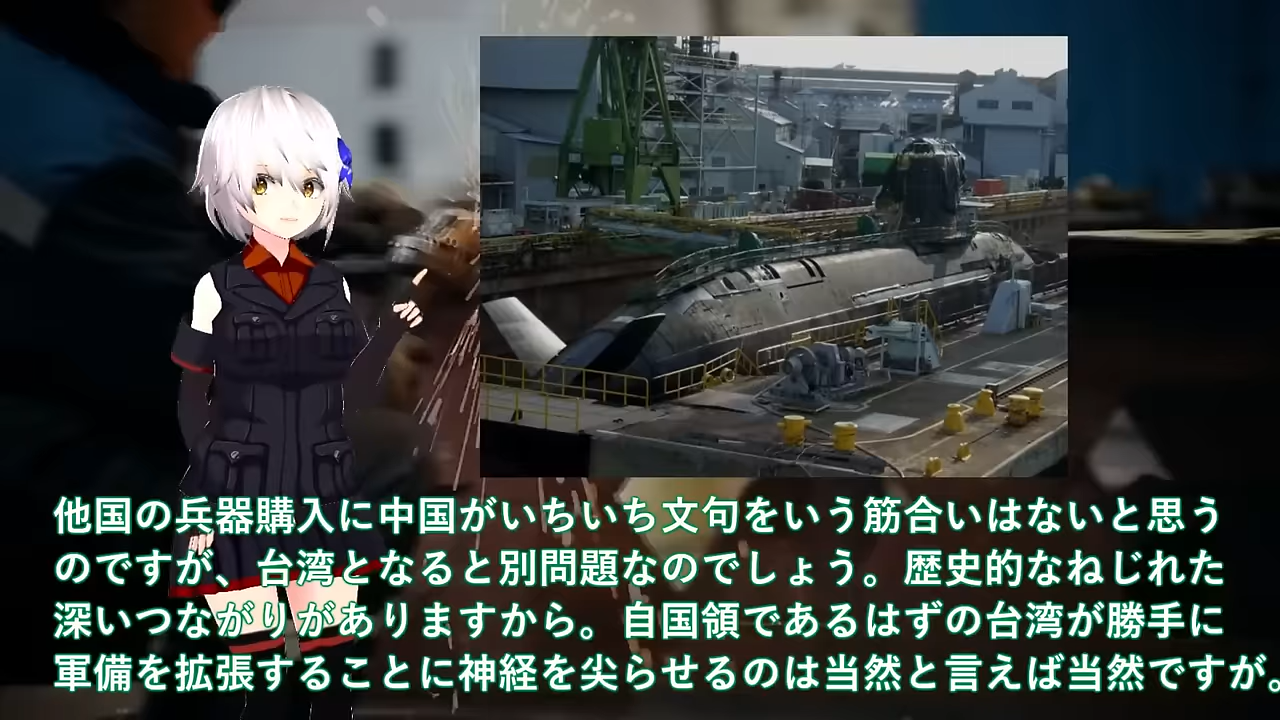 他国の兵器購入に中国がいちいち文句をいう筋合いはないと思う
のですが、台湾となると別問題なのでしょう。歴史的なねじれた
深いつながりがありますから。自国領であるはずの台湾が勝手に
軍備を拡張することに神経を尖らせるのは当然と言えば当然ですが。